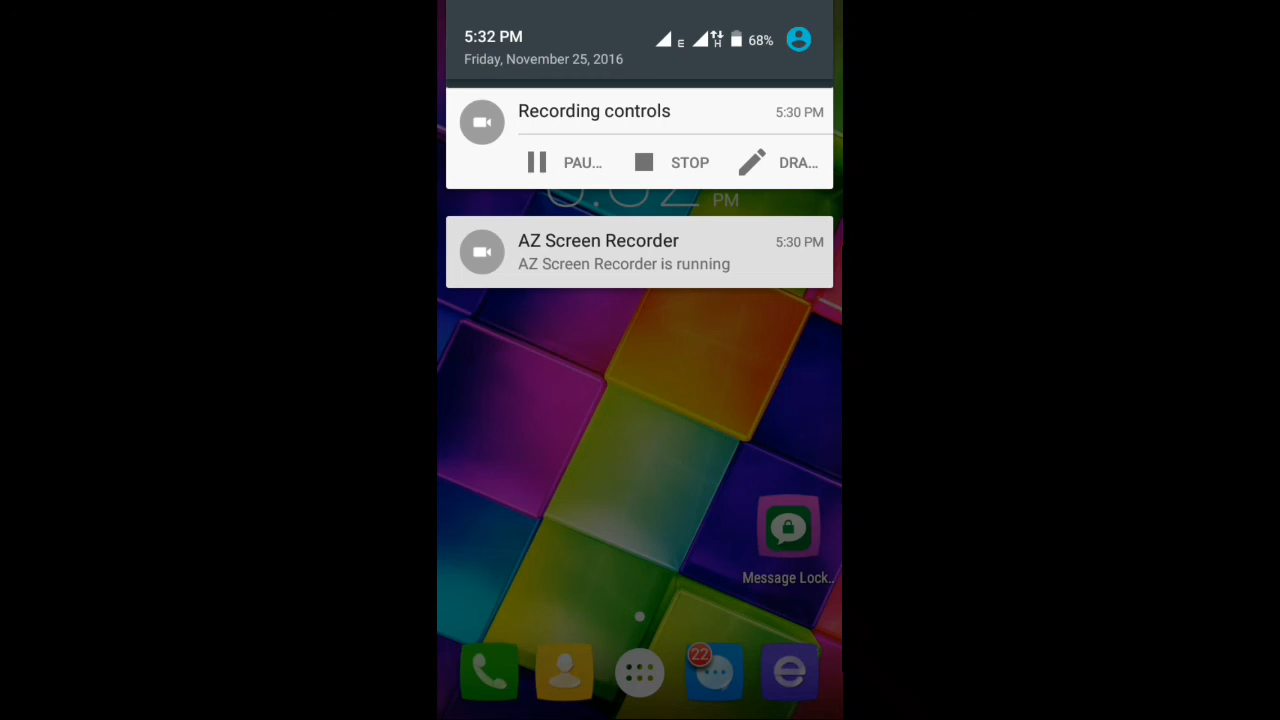 5:32 PM
Friday, November 25, 2016
E
H
68%
Recording controls
5:30 PM
PAU...
STOP
DRA...
PM
AZ Screen Recorder
5:30 PM
AZ Screen Recorder is running
Message Lock..
22